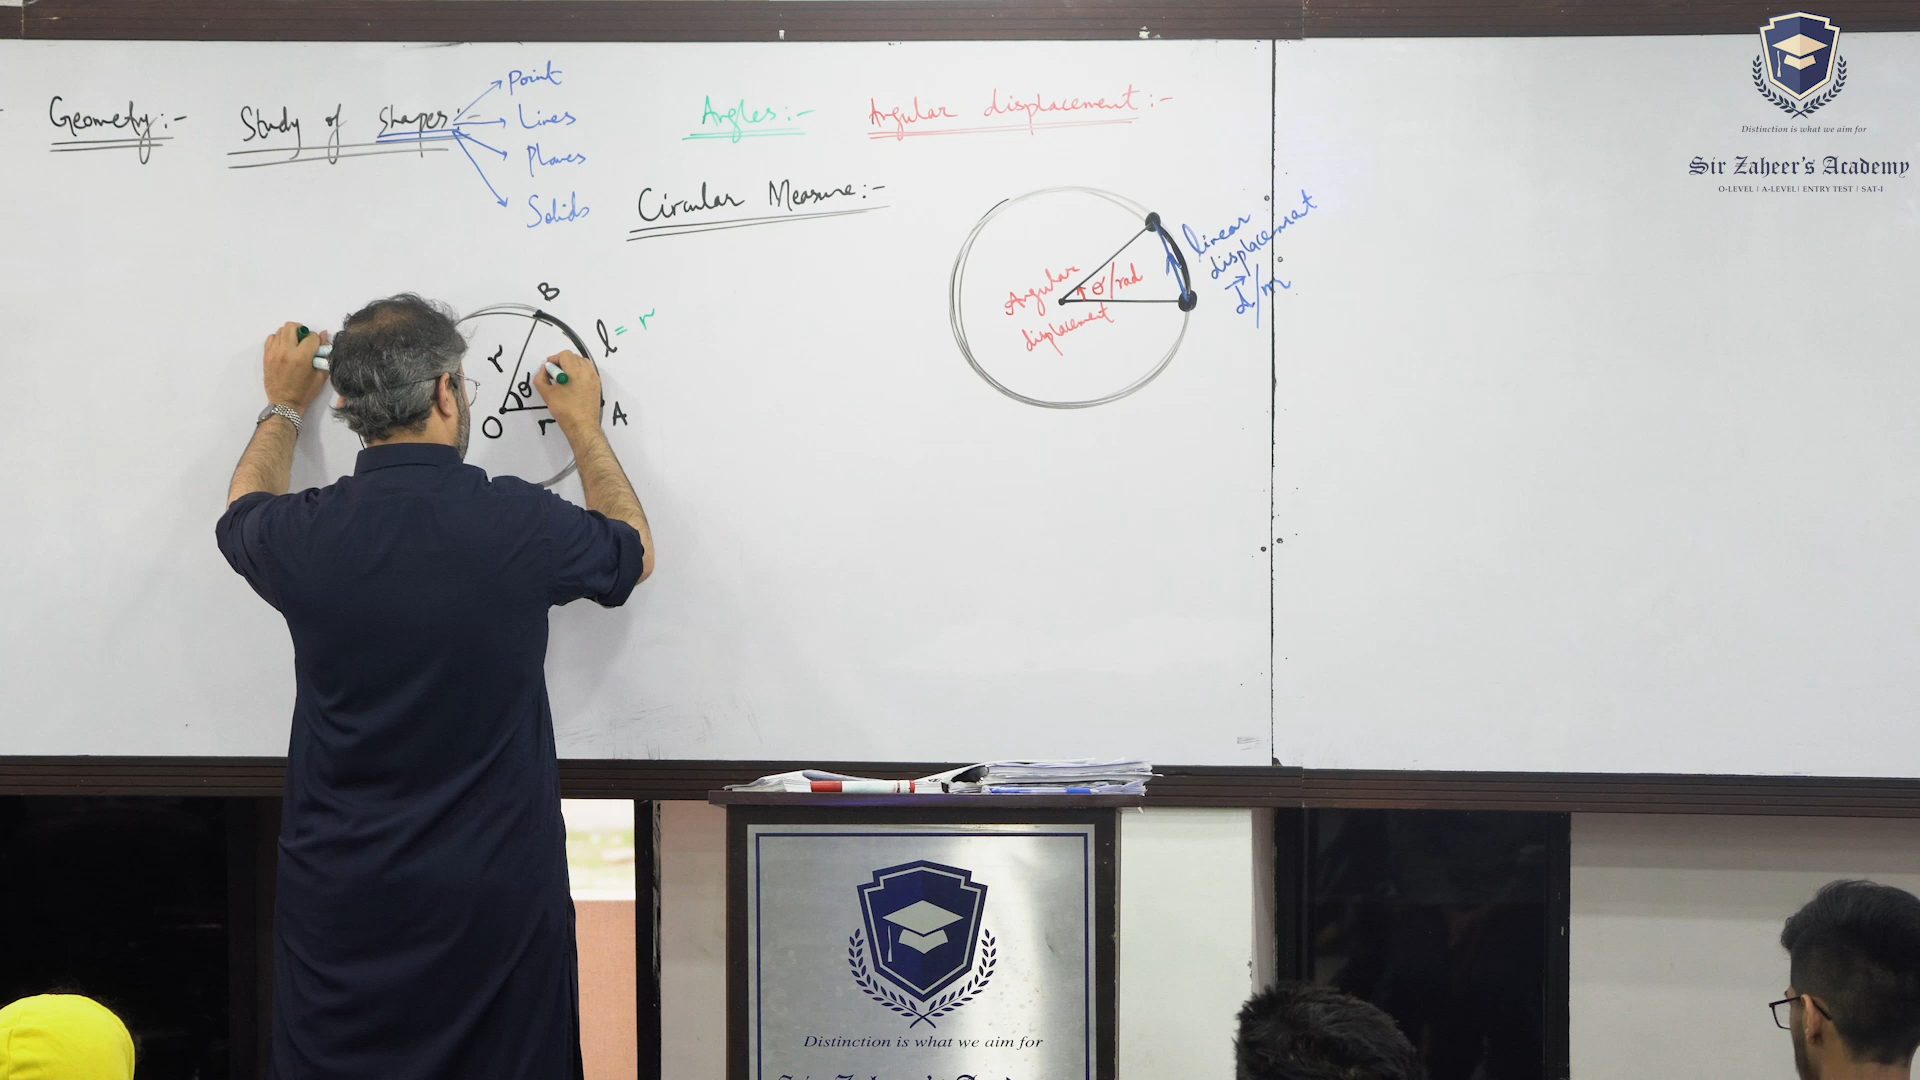 Geometry:- Study of shapes:-
Point
Lines
Planes
Solids
Angles:- Angular displacement:-
Circular Measure:-
B
l = r
r
θ
O
r
A
Angular
displacement
θ/rad
linear
displacement
d/m
Distinction is what we aim for
Sir Zaheer's Academy
O-LEVEL | A-LEVEL | ENTRY TEST | SAT-I
Distinction is what we aim for